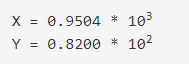 X = 0.9504 * 10³
Y = 0.8200 * 10²